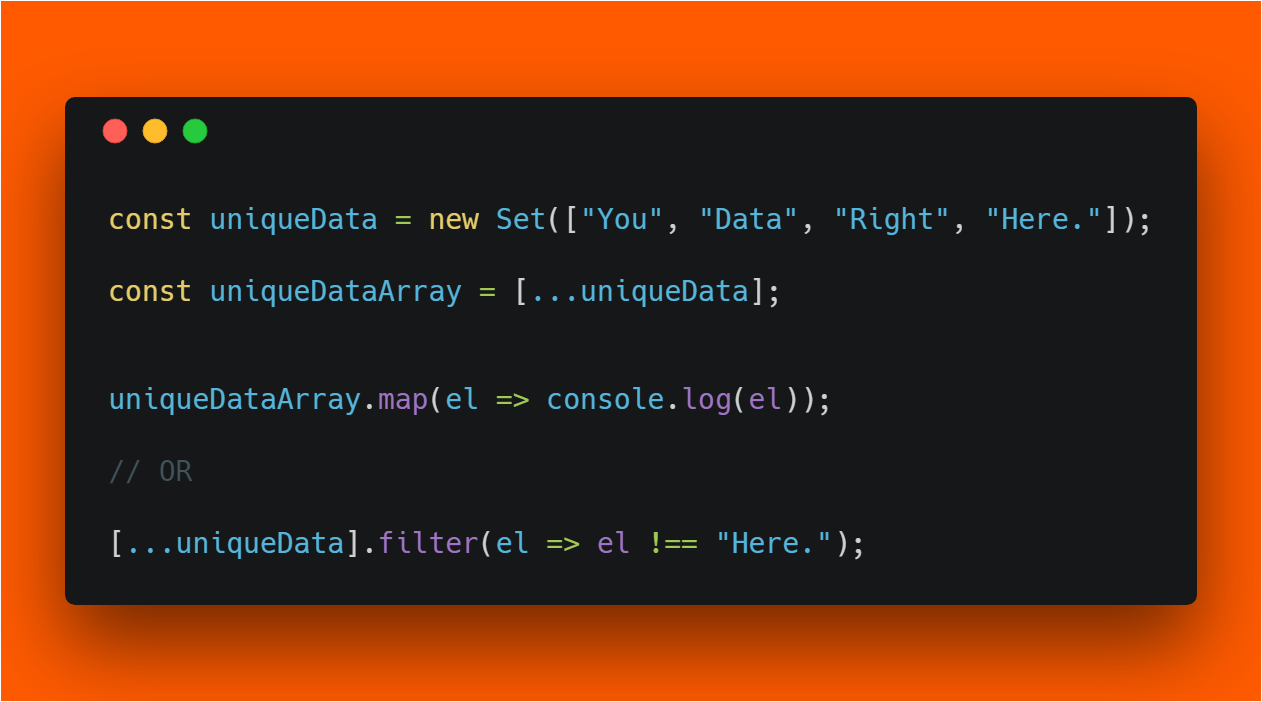 const uniqueData = new Set(["You", "Data", "Right", "Here."]);
const uniqueDataArray = [...uniqueData];
uniqueDataArray.map(el => console.log(el));
// OR
[...uniqueData].filter(el => el !== "Here.");